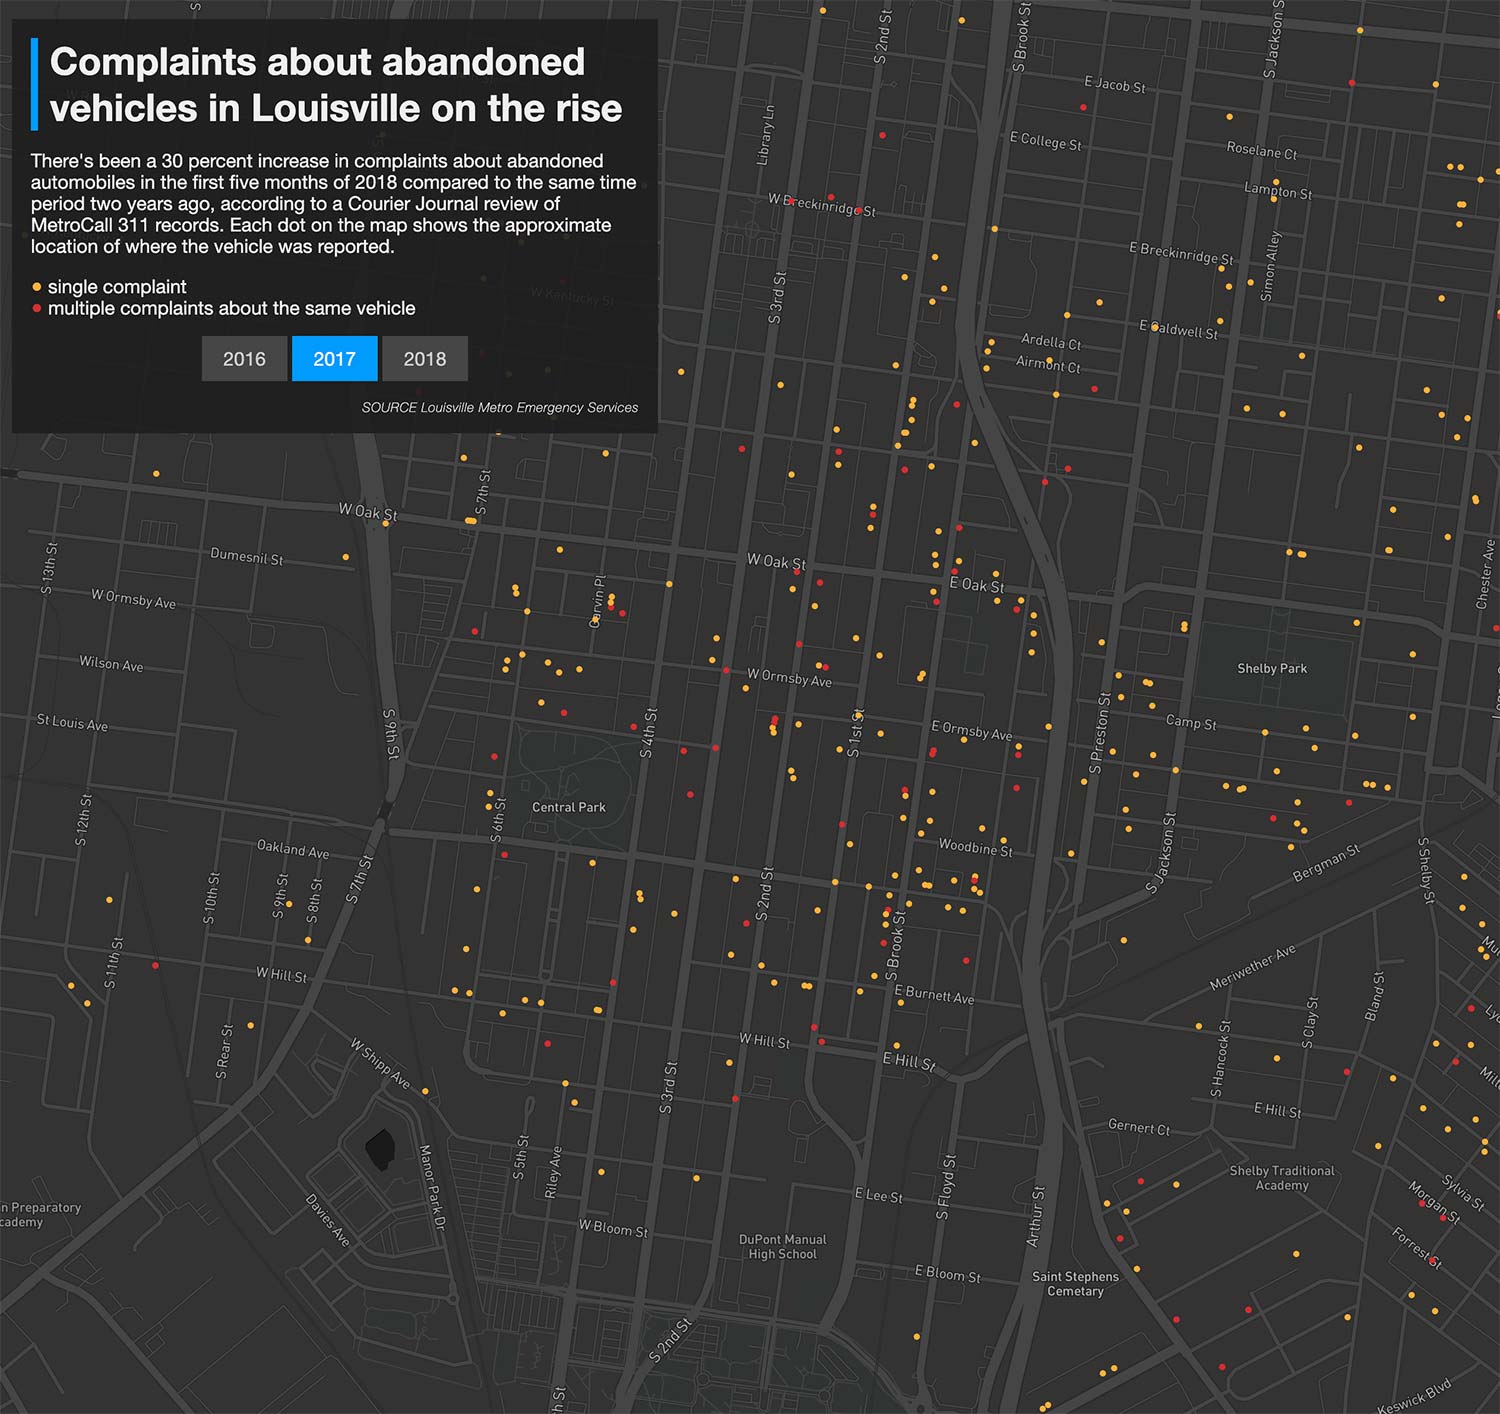 Complaints about abandoned
vehicles in Louisville on the rise
There's been a 30 percent increase in complaints about abandoned
automobiles in the first five months of 2018 compared to the same time
period two years ago, according to a Courier Journal review of
MetroCall 311 records. Each dot on the map shows the approximate
location of where the vehicle was reported.
single complaint
multiple complaints about the same vehicle
2016
2017
2018
SOURCE Louisville Metro Emergency Services
W Kentucky St
S 2nd St
S Brook St
S Jackson S
E Jacob St
Library Ln
E College St
Roselane Ct
Lampton St
W Breckinridge St
E Breckinridge St
Simon Alley
S 3rd St
E Caldwell St
Ardella Ct
Airmont Ct
S 7th St
W Oak St
Dumesnil St
W Oak St
E Oak St
S 13th St
W Ormsby Ave
Garvin Pl
Chester Ave
Wilson Ave
W Ormsby Ave
Shelby Park
St Louis Ave
S 9th St
S 4th St
S 1st St
E Ormsby Ave
S Preston St
Camp St
S 12th St
S 6th St
Central Park
Oakland Ave
Woodbine St
S Jackson St
Bergman St
S Shelby St
S 10th St
S 9th St
S 8th St
S 7th St
S 2nd St
S Brook St
S 11th St
W Hill St
E Burnett Ave
Meriwether Ave
Bland St
S Clay St
S Rear St
W Shipp Ave
W Hill St
E Hill St
S Hancock St
S 3rd St
E Hill St
Gernert Ct
Manor Park Dr
S 5th St
Riley Ave
Shelby Traditional
Academy
S Floyd St
E Lee St
Arthur St
Sylvia St
Morgan St
n Preparatory
cademy
Davies Ave
W Bloom St
DuPont Manual
High School
Forrest St
E Bloom St
Saint Stephens
Cemetary
S 2nd St
h St
Keswick Blvd